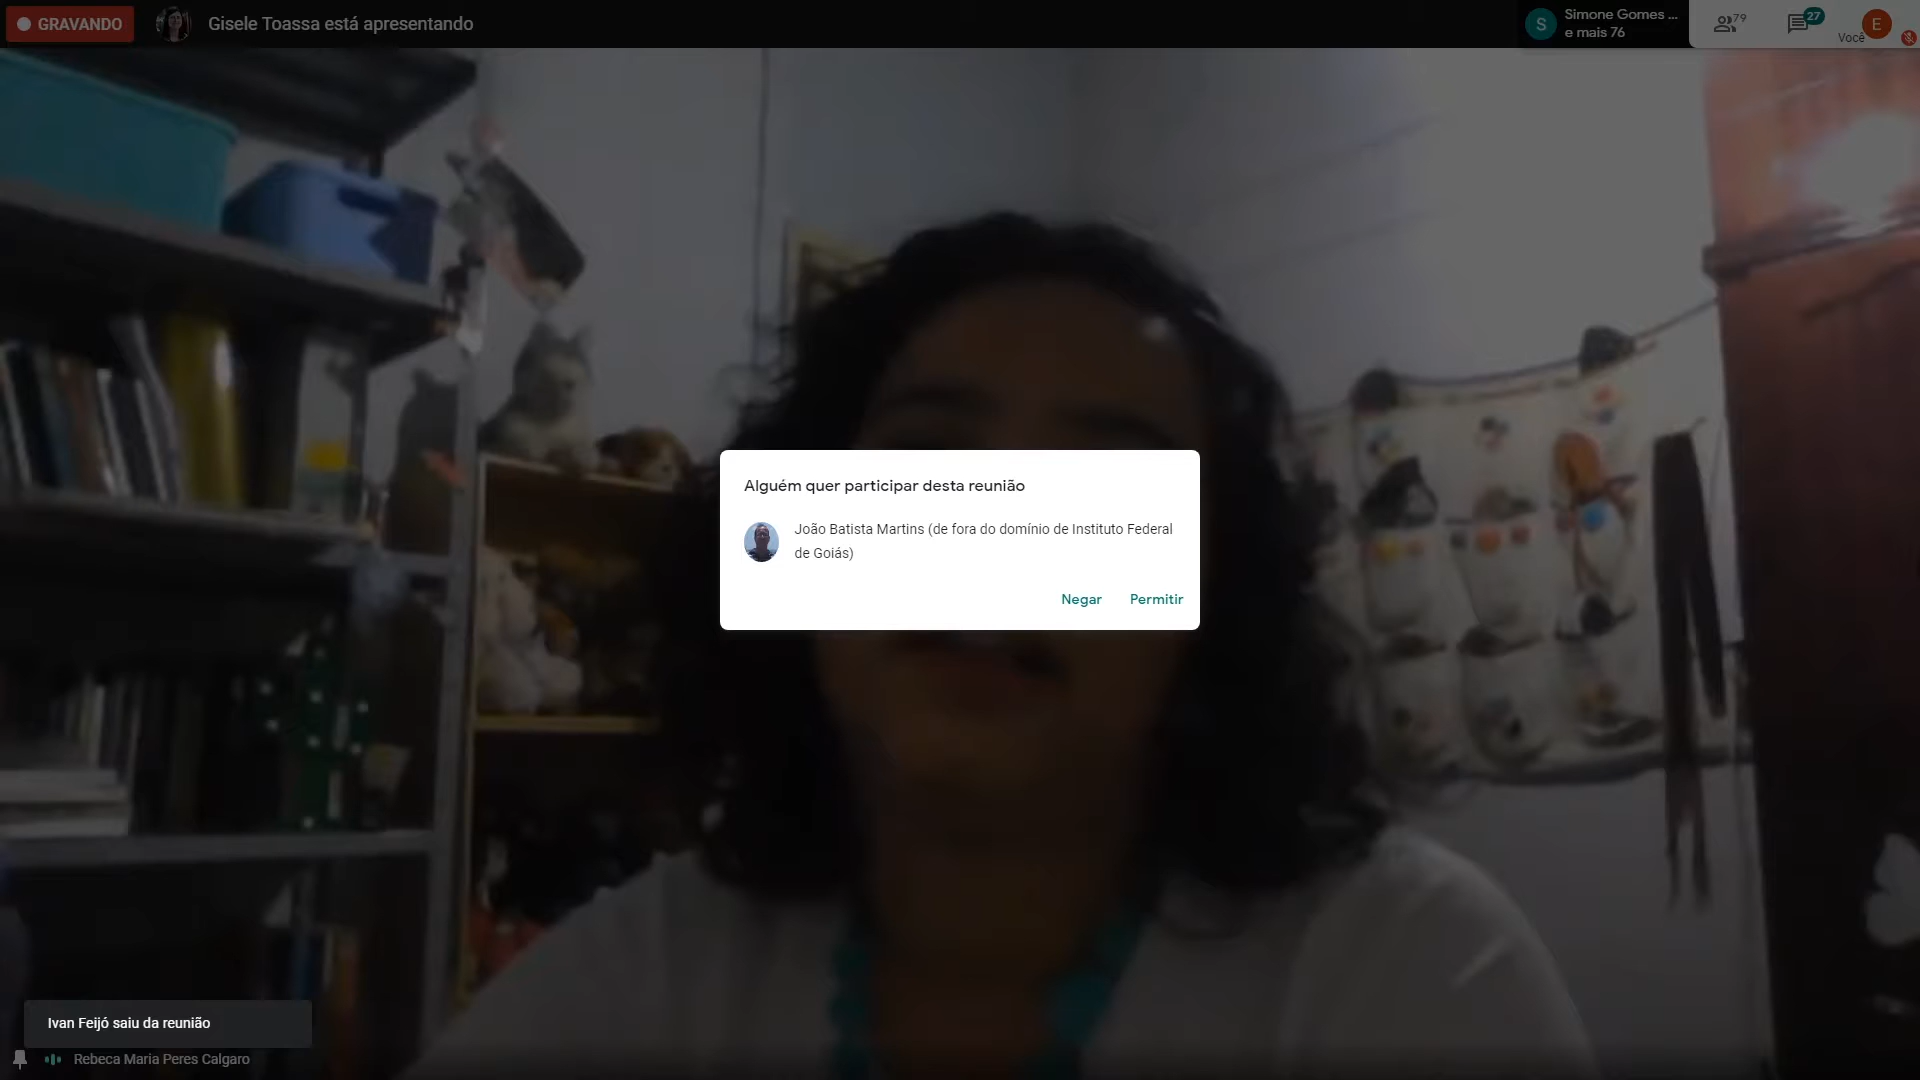 GRAVANDO
Gisele Toassa está apresentando
S
Simone Gomes ...
e mais 76
79
27
Você
E
Alguém quer participar desta reunião
João Batista Martins (de fora do domínio de Instituto Federal
de Goiás)
Negar
Permitir
Ivan Feijó saiu da reunião
Rebeca Maria Peres Calgaro